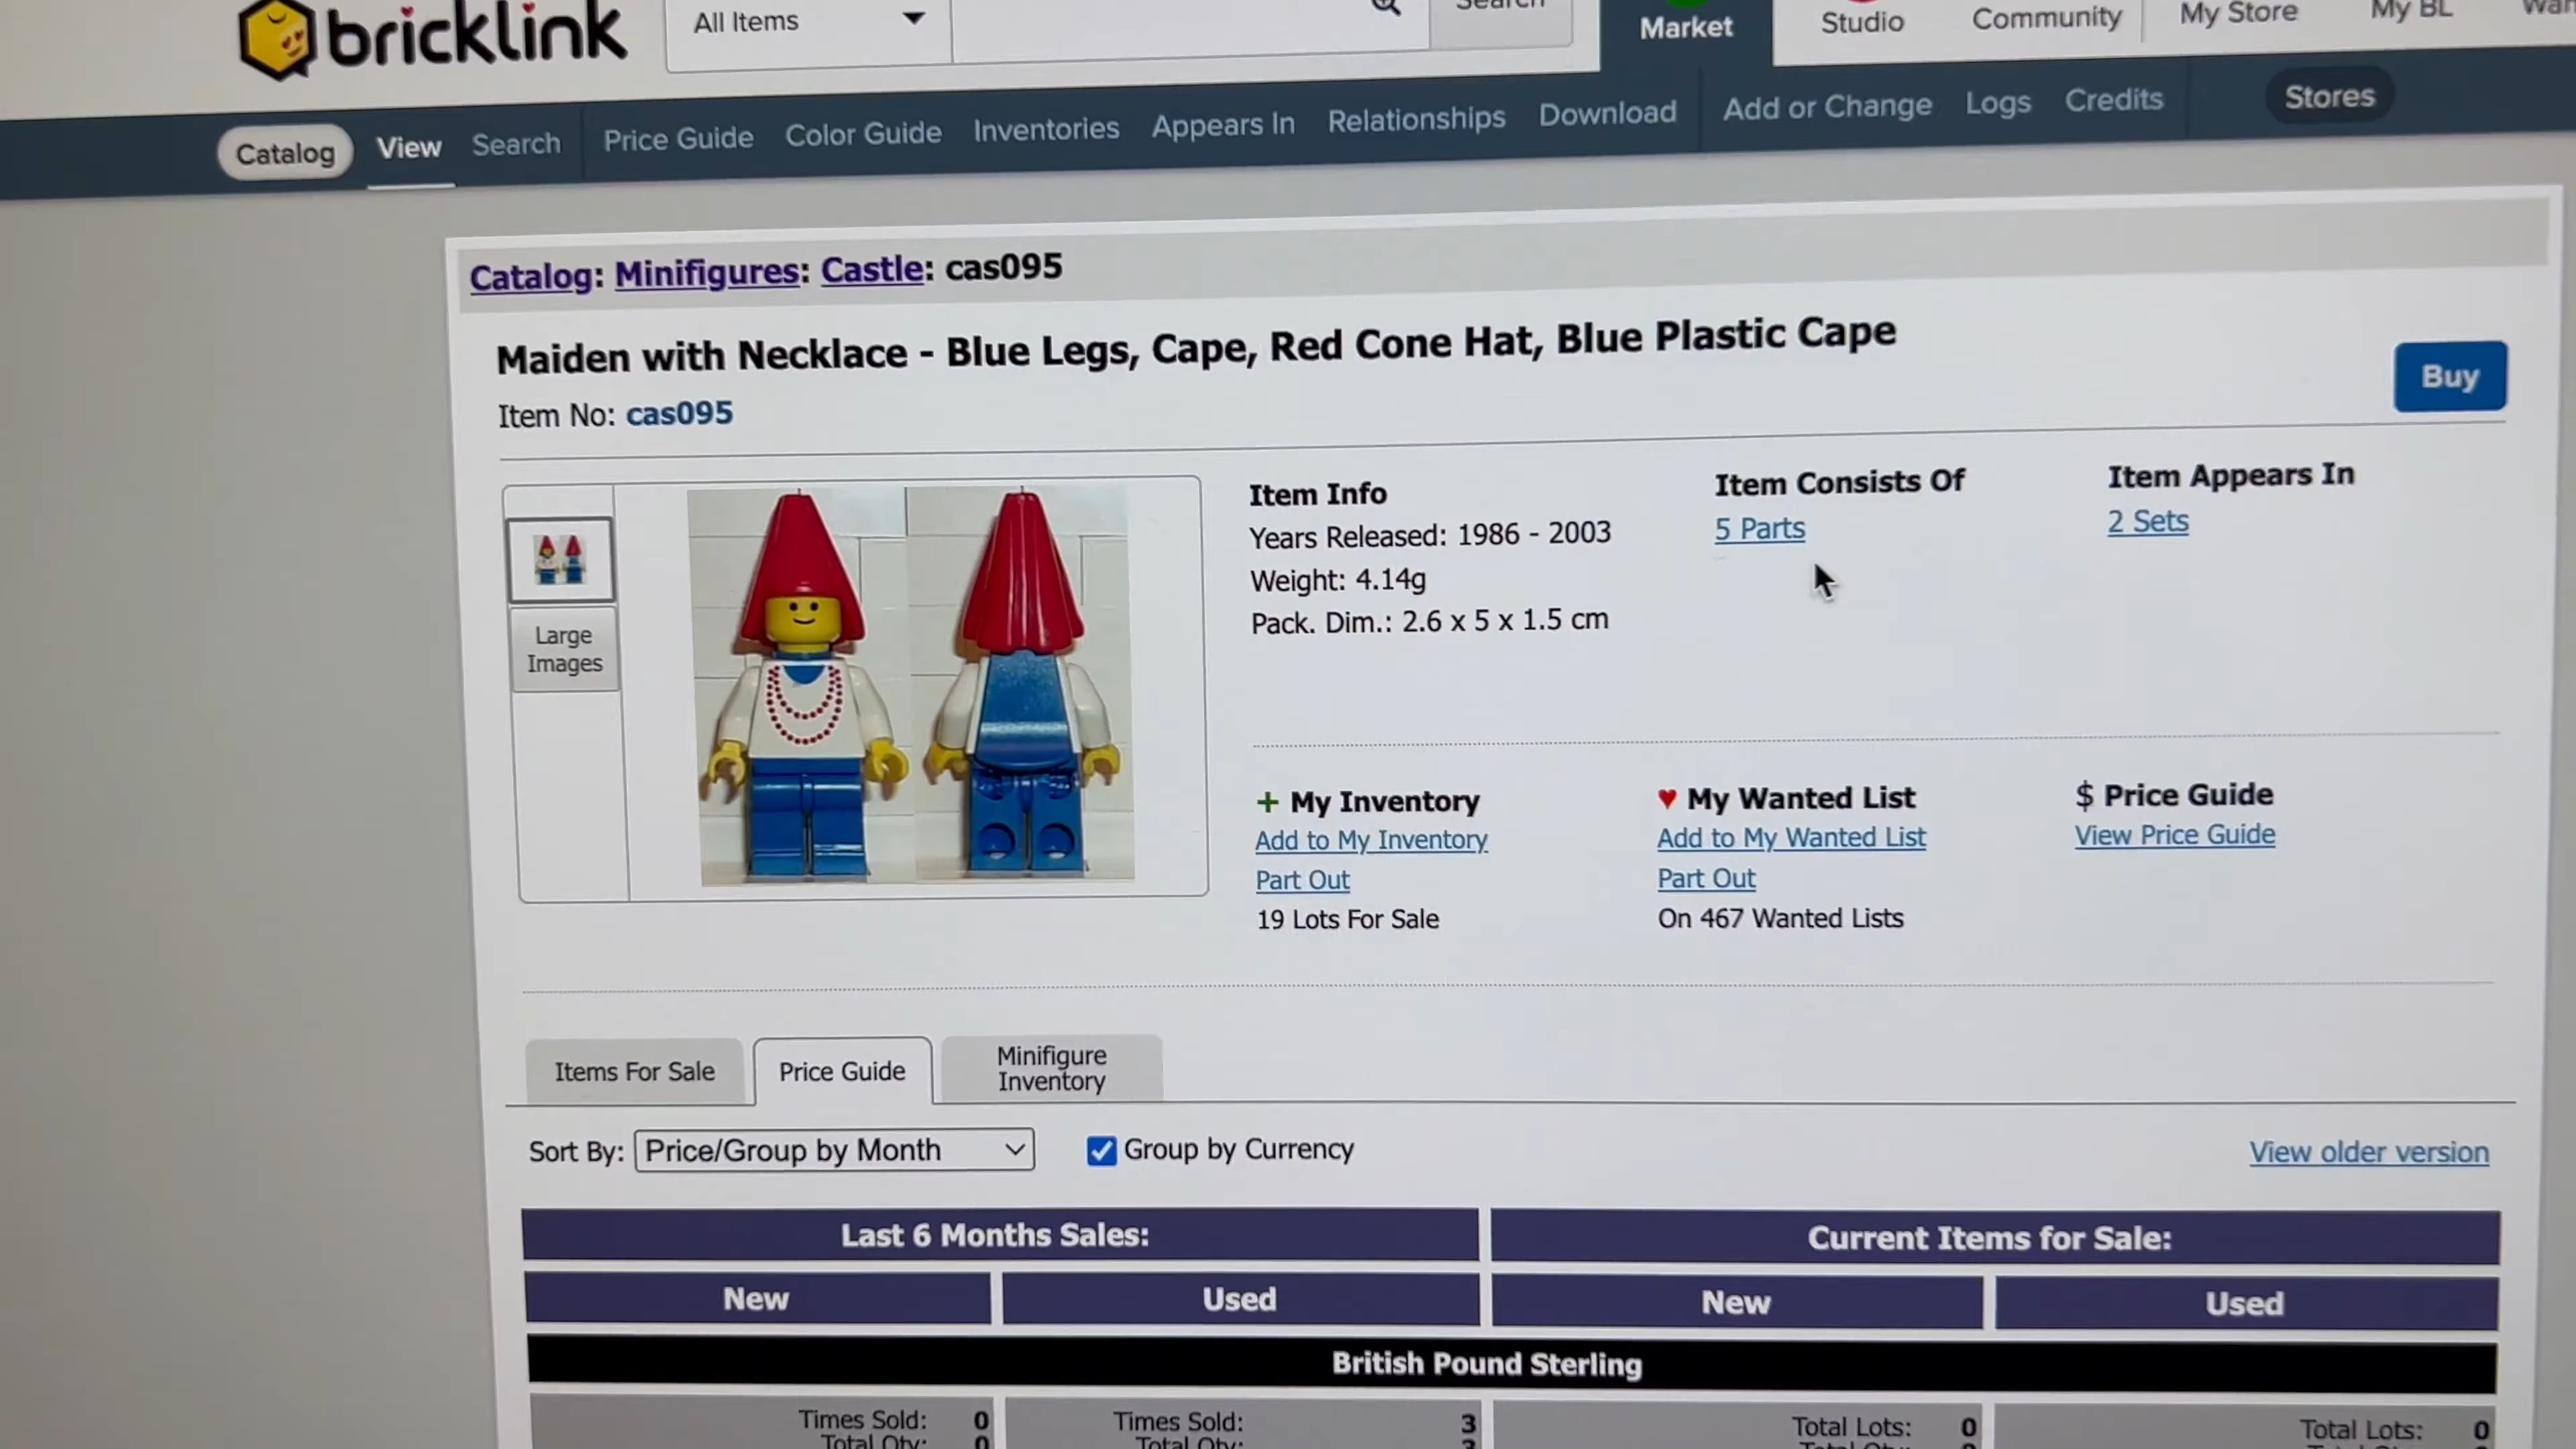 bricklink
All Items
Search
Market
Studio
Community
My Store
My BL
Catalog
View
Search
Price Guide
Color Guide
Inventories
Appears In
Relationships
Download
Add or Change
Logs
Credits
Stores
Catalog: Minifigures: Castle: cas095
Maiden with Necklace - Blue Legs, Cape, Red Cone Hat, Blue Plastic Cape
Buy
Item No: cas095
Large
Images
Item Info
Years Released: 1986 - 2003
Weight: 4.14g
Pack. Dim.: 2.6 x 5 x 1.5 cm
Item Consists Of
5 Parts
Item Appears In
2 Sets
+ My Inventory
Add to My Inventory
Part Out
19 Lots For Sale
♥ My Wanted List
Add to My Wanted List
Part Out
On 467 Wanted Lists
$ Price Guide
View Price Guide
Items For Sale
Price Guide
Minifigure
Inventory
Sort By: Price/Group by Month
Group by Currency
View older version
Last 6 Months Sales:
Current Items for Sale:
New
Used
New
Used
British Pound Sterling
Times Sold: 0
Times Sold: 3
Total Lots: 0
Total Lots: 0
Total Qty:
Total Qty: